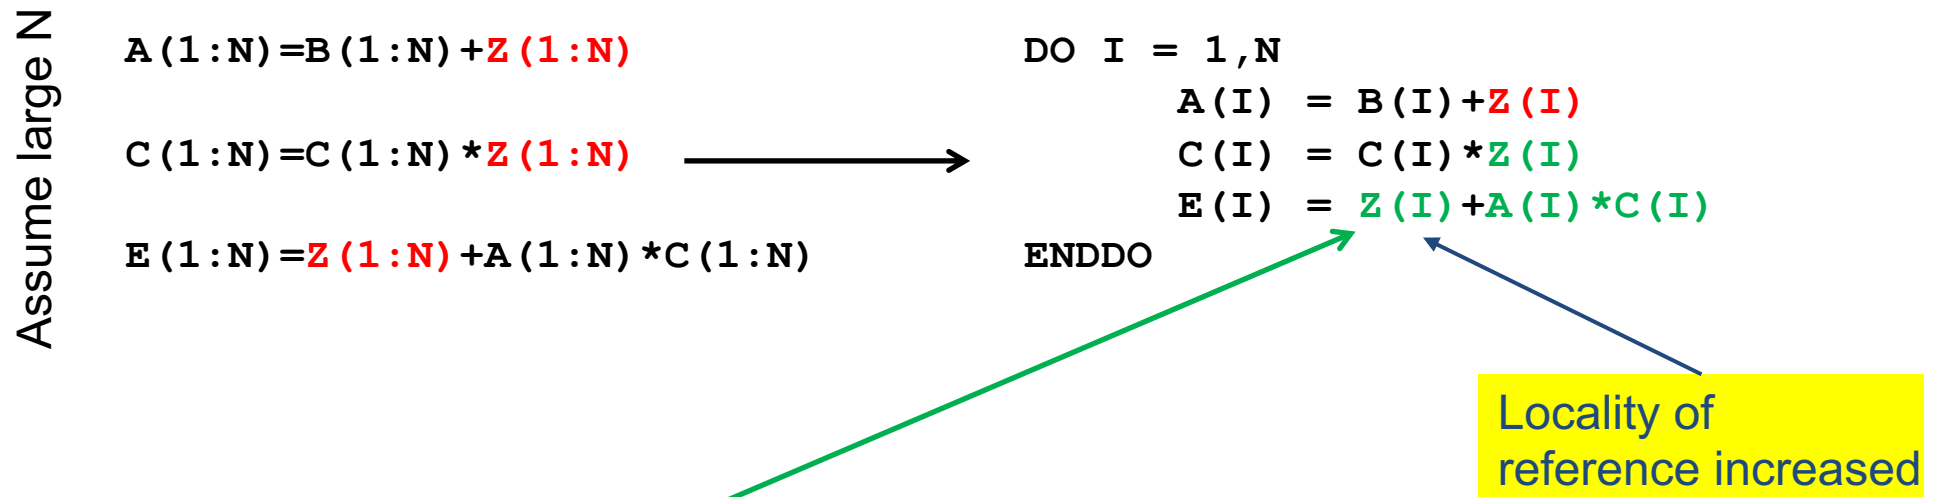 Assume large N
A(1:N)=B(1:N)+Z(1:N)
C(1:N)=C(1:N)*Z(1:N)
E(1:N)=Z(1:N)+A(1:N)*C(1:N)
DO I = 1,N
A(I) = B(I)+Z(I)
C(I) = C(I)*Z(I)
E(I) = Z(I)+A(I)*C(I)
ENDDO
Locality of
reference increased